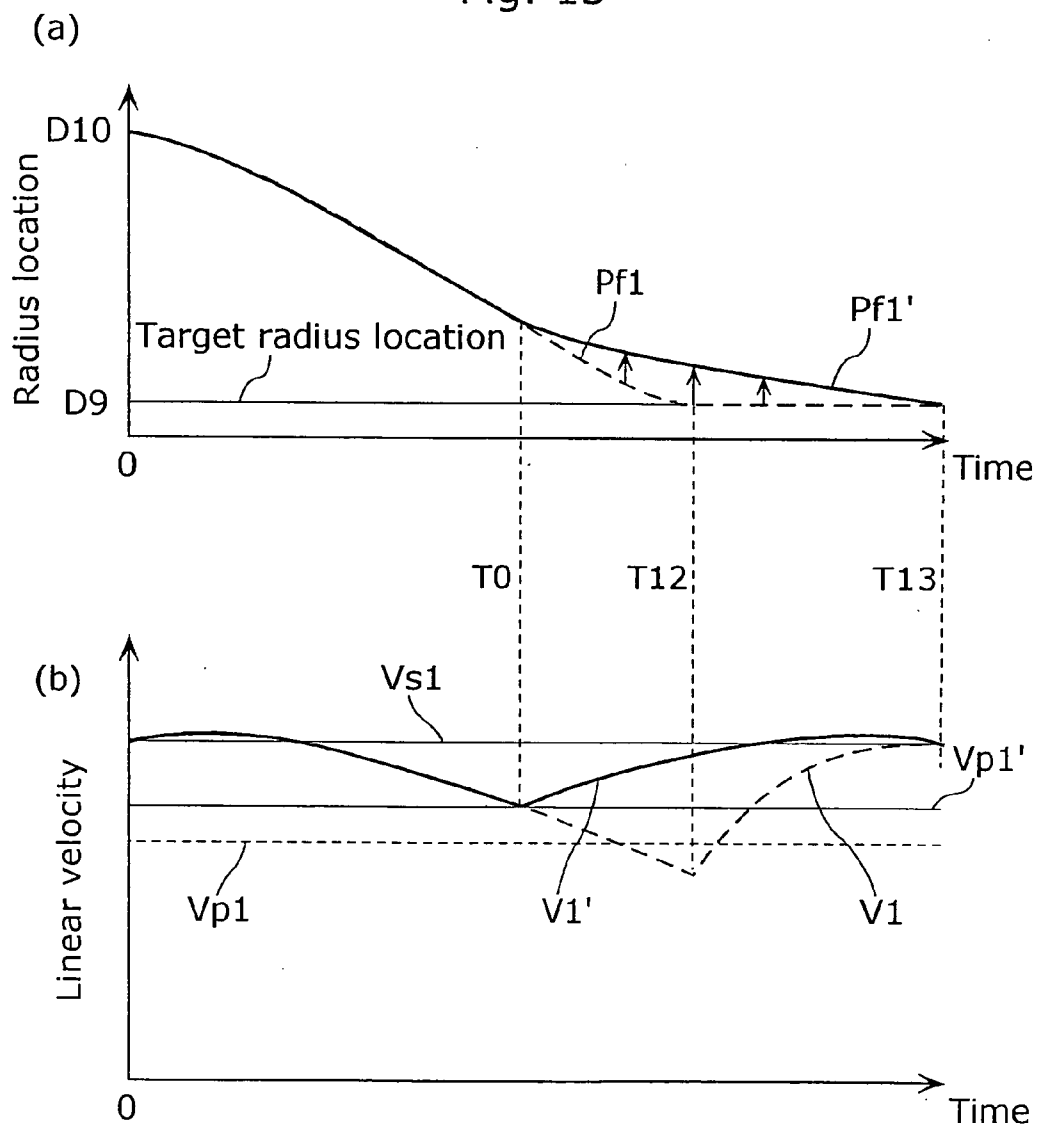 (a)
D10
Radius location
Pf1
Pf1'
Target radius location
D9
0
Time
T0
T12
T13
(b)
Vs1
Vp1'
Linear velocity
Vp1
V1'
V1
0
Time